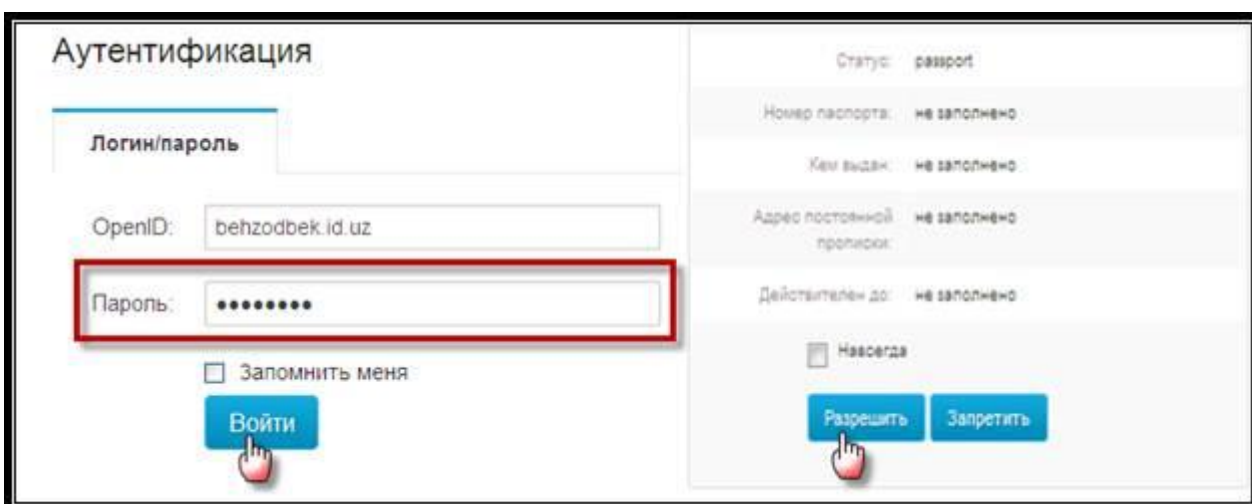 Аутентификация
Логин/пароль
OpenID: behzodbek.id.uz
Пароль: ●●●●●●●●
Запомнить меня
Войти
Статус: passport
Номер паспорта: не заполнено
Кем выдан: не заполнено
Адрес постоянной не заполнено
прописки:
Действителен до: не заполнено
Навсегда
Разрешить Запретить